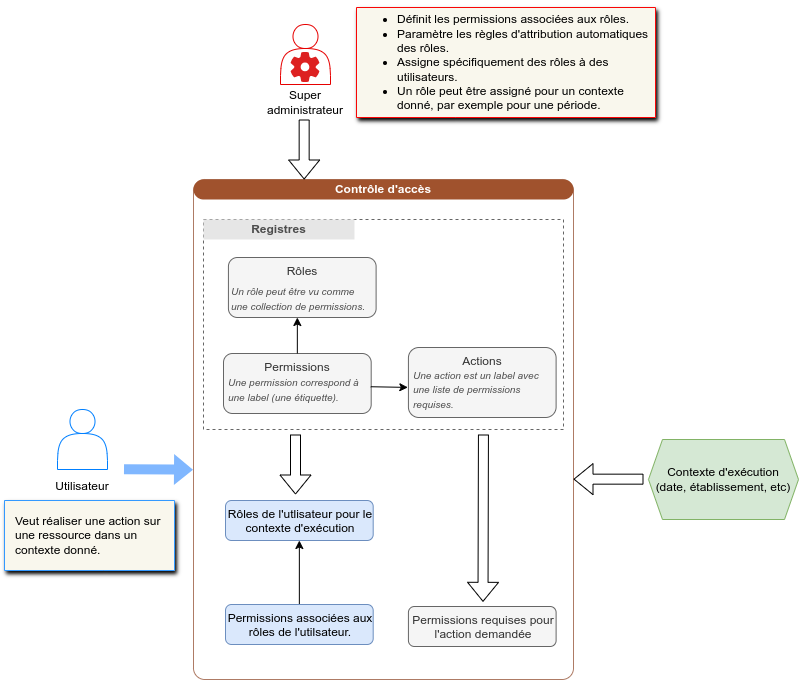 • Définit les permissions associées aux rôles.
• Paramètre les règles d'attribution automatiques
des rôles.
• Assigne spécifiquement des rôles à des
utilisateurs.
• Un rôle peut être assigné pour un contexte
donné, par exemple pour une période.
Super
administrateur
Contrôle d'accès
Registres
Rôles
Un rôle peut être vu comme
une collection de permissions.
Permissions
Une permission correspond à
une label (une étiquette).
Actions
Une action est un label avec
une liste de permissions
requises.
Utilisateur
Veut réaliser une action sur
une ressource dans un
contexte donné.
Contexte d'exécution
(date, établissement, etc)
Rôles de l'utlisateur pour le
contexte d'exécution
Permissions associées aux
rôles de l'utilsateur.
Permissions requises pour
l'action demandée